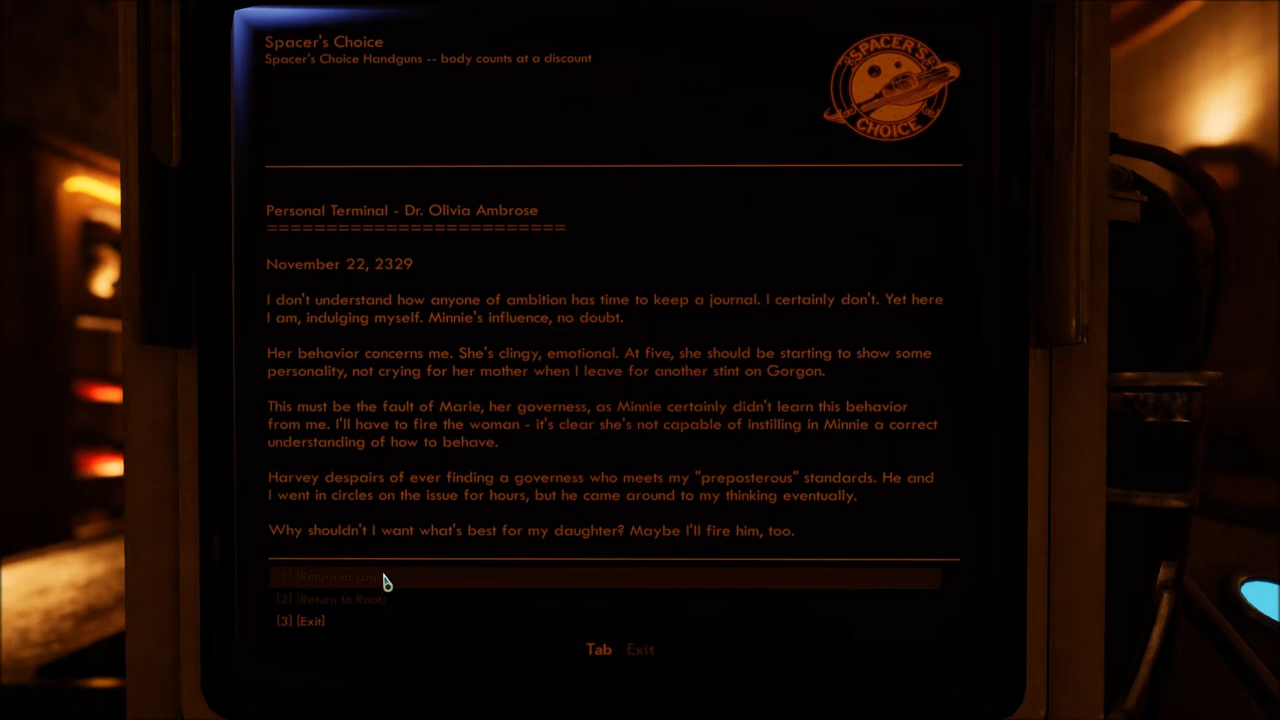 Spacer's Choice
Spacer's Choice Handguns -- body counts at a discount
SPACER'S
CHOICE
Personal Terminal - Dr. Olivia Ambrose
=========================
November 22, 2329
I don't understand how anyone of ambition has time to keep a journal. I certainly don't. Yet here
I am, indulging myself. Minnie's influence, no doubt.
Her behavior concerns me. She's clingy, emotional. At five, she should be starting to show some
personality, not crying for her mother when I leave for another stint on Gorgon.
This must be the fault of Marie, her governess, as Minnie certainly didn't learn this behavior
from me. I'll have to fire the woman - it's clear she's not capable of instilling in Minnie a correct
understanding of how to behave.
Harvey despairs of ever finding a governess who meets my "preposterous" standards. He and
I went in circles on the issue for hours, but he came around to my thinking eventually.
Why shouldn't I want what's best for my daughter? Maybe I'll fire him, too.
[1] [Return to
[2] [Return to Root]
[3] [Exit]
Tab Exit